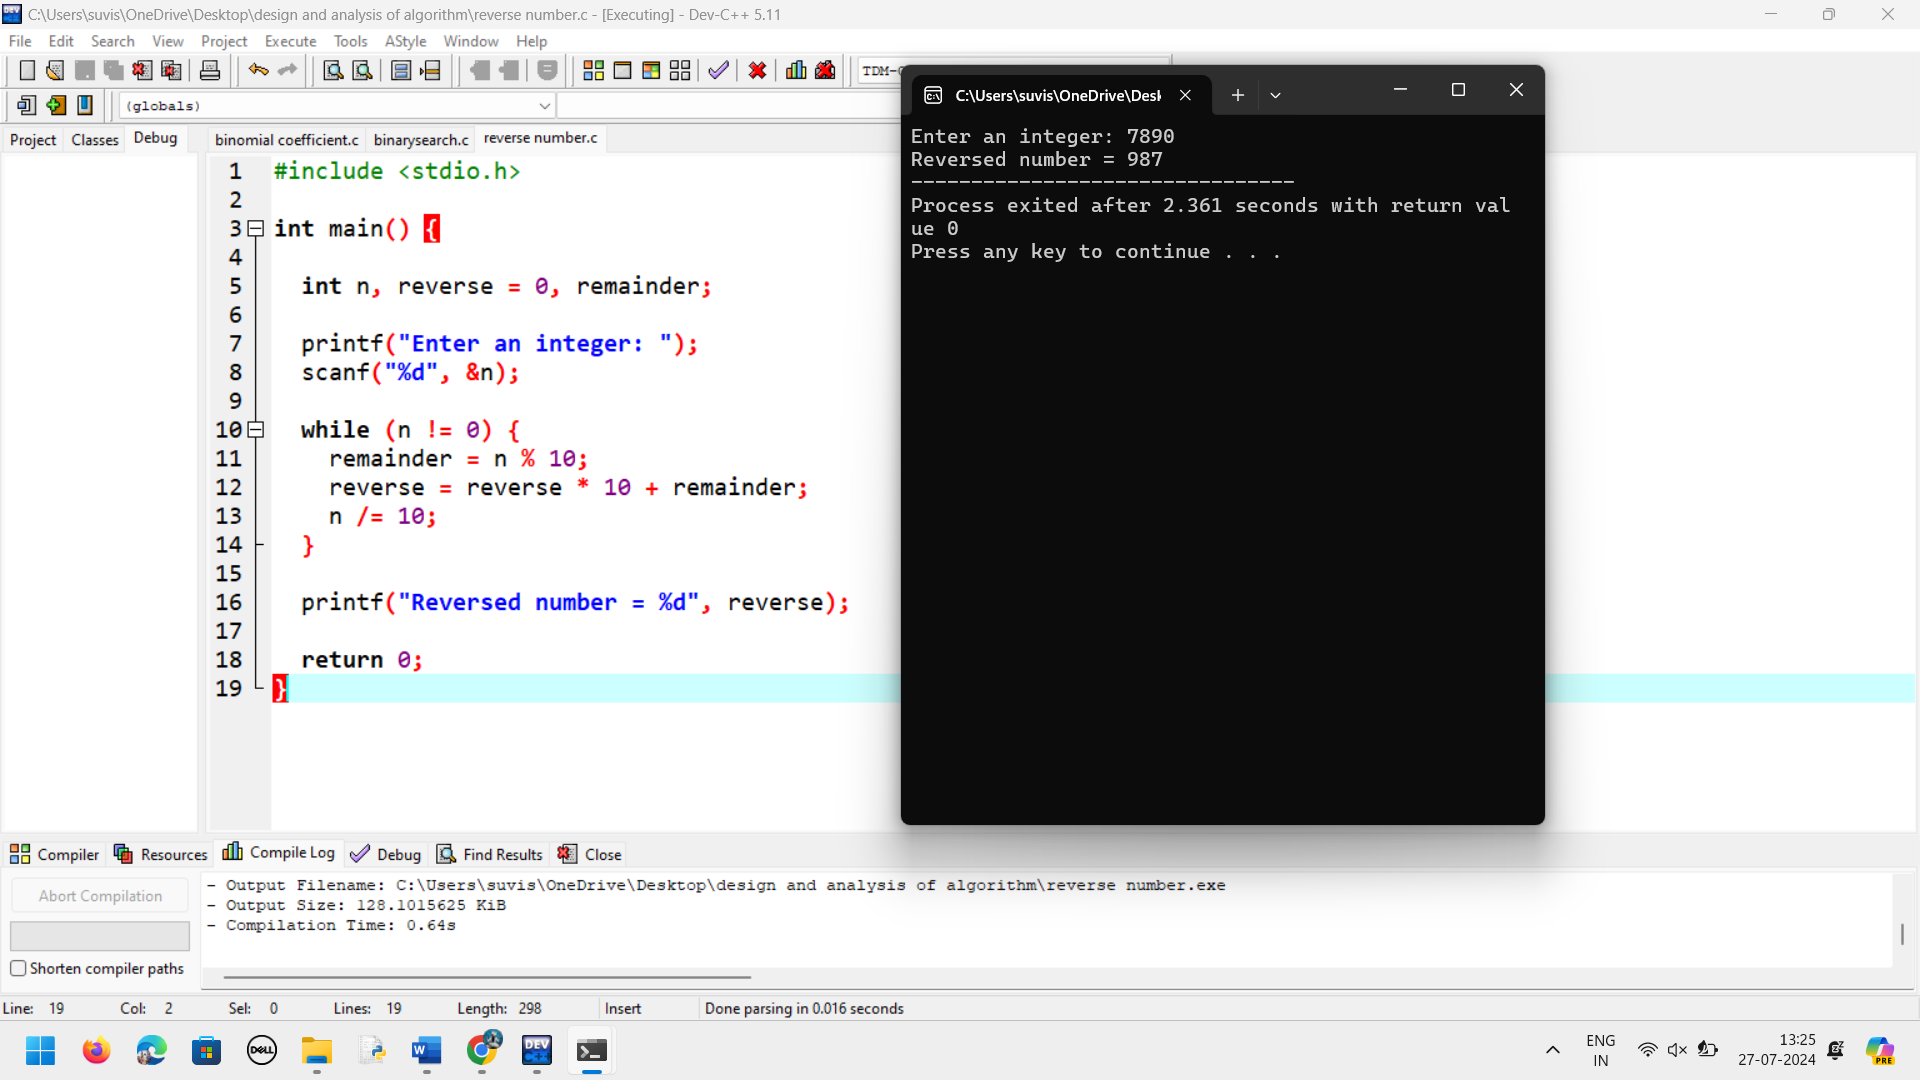 C:\Users\suvis\OneDrive\Desktop\design and analysis of algorithm\reverse number.c - [Executing] - Dev-C++ 5.11
File Edit Search View Project Execute Tools AStyle Window Help
TDM-G
(globals)
Project Classes Debug
binomial coefficient.c binarysearch.c reverse number.c
1 #include <stdio.h>
2
3 int main() {
4
5 int n, reverse = 0, remainder;
6
7 printf("Enter an integer: ");
8 scanf("%d", &n);
9
10 while (n != 0) {
11 remainder = n % 10;
12 reverse = reverse * 10 + remainder;
13 n /= 10;
14 }
15
16 printf("Reversed number = %d", reverse);
17
18 return 0;
19 }
C:\Users\suvis\OneDrive\Desk
Enter an integer: 7890
Reversed number = 987
--------------------------------
Process exited after 2.361 seconds with return val
ue 0
Press any key to continue . . .
Compiler Resources Compile Log Debug Find Results Close
Abort Compilation
Shorten compiler paths
- Output Filename: C:\Users\suvis\OneDrive\Desktop\design and analysis of algorithm\reverse number.exe
- Output Size: 128.1015625 KiB
- Compilation Time: 0.64s
Line: 19 Col: 2 Sel: 0 Lines: 19 Length: 298 Insert Done parsing in 0.016 seconds
DELL
DEV C++
ENG
IN
13:25
27-07-2024
PRE